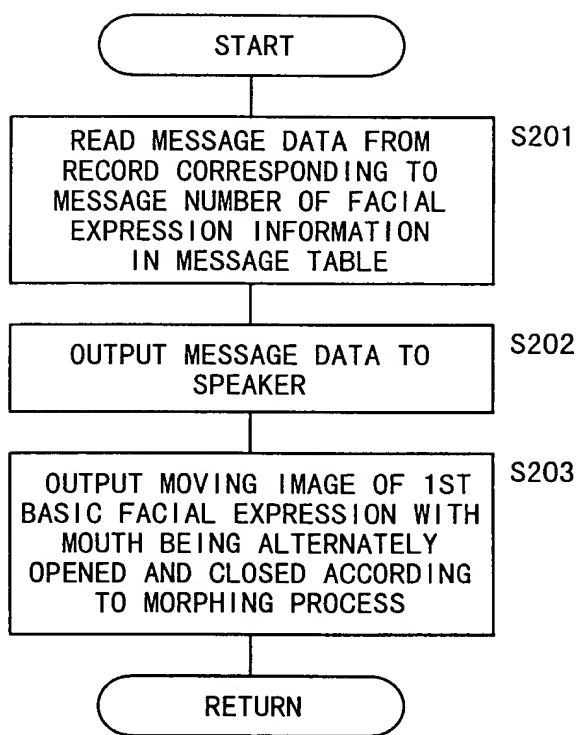 START
READ MESSAGE DATA FROM
RECORD CORRESPONDING TO
MESSAGE NUMBER OF FACIAL
EXPRESSION INFORMATION
IN MESSAGE TABLE
S201
OUTPUT MESSAGE DATA TO
SPEAKER
S202
OUTPUT MOVING IMAGE OF 1ST
BASIC FACIAL EXPRESSION WITH
MOUTH BEING ALTERNATELY
OPENED AND CLOSED ACCORDING
TO MORPHING PROCESS
S203
RETURN